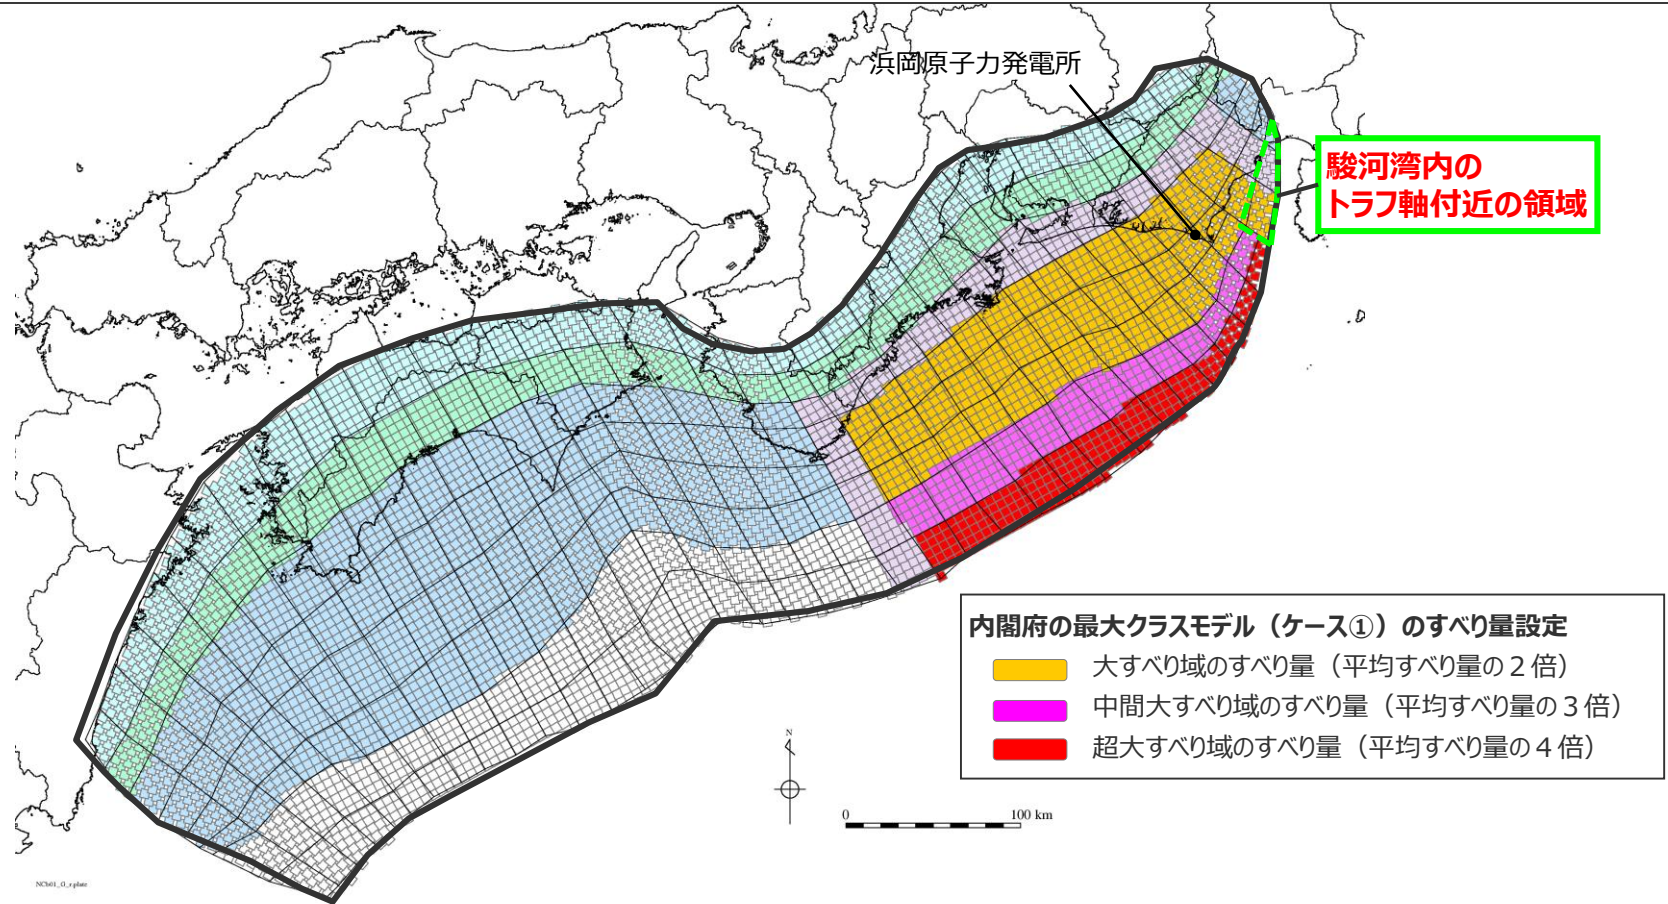 浜岡原子力発電所
駿河湾内の
トラフ軸付近の領域
内閣府の最大クラスモデル（ケース①）のすべり量設定
大すべり域のすべり量（平均すべり量の２倍）
中間大すべり域のすべり量（平均すべり量の３倍）
超大すべり域のすべり量（平均すべり量の４倍）
N
0 100 km
NCh01_G_r.plate